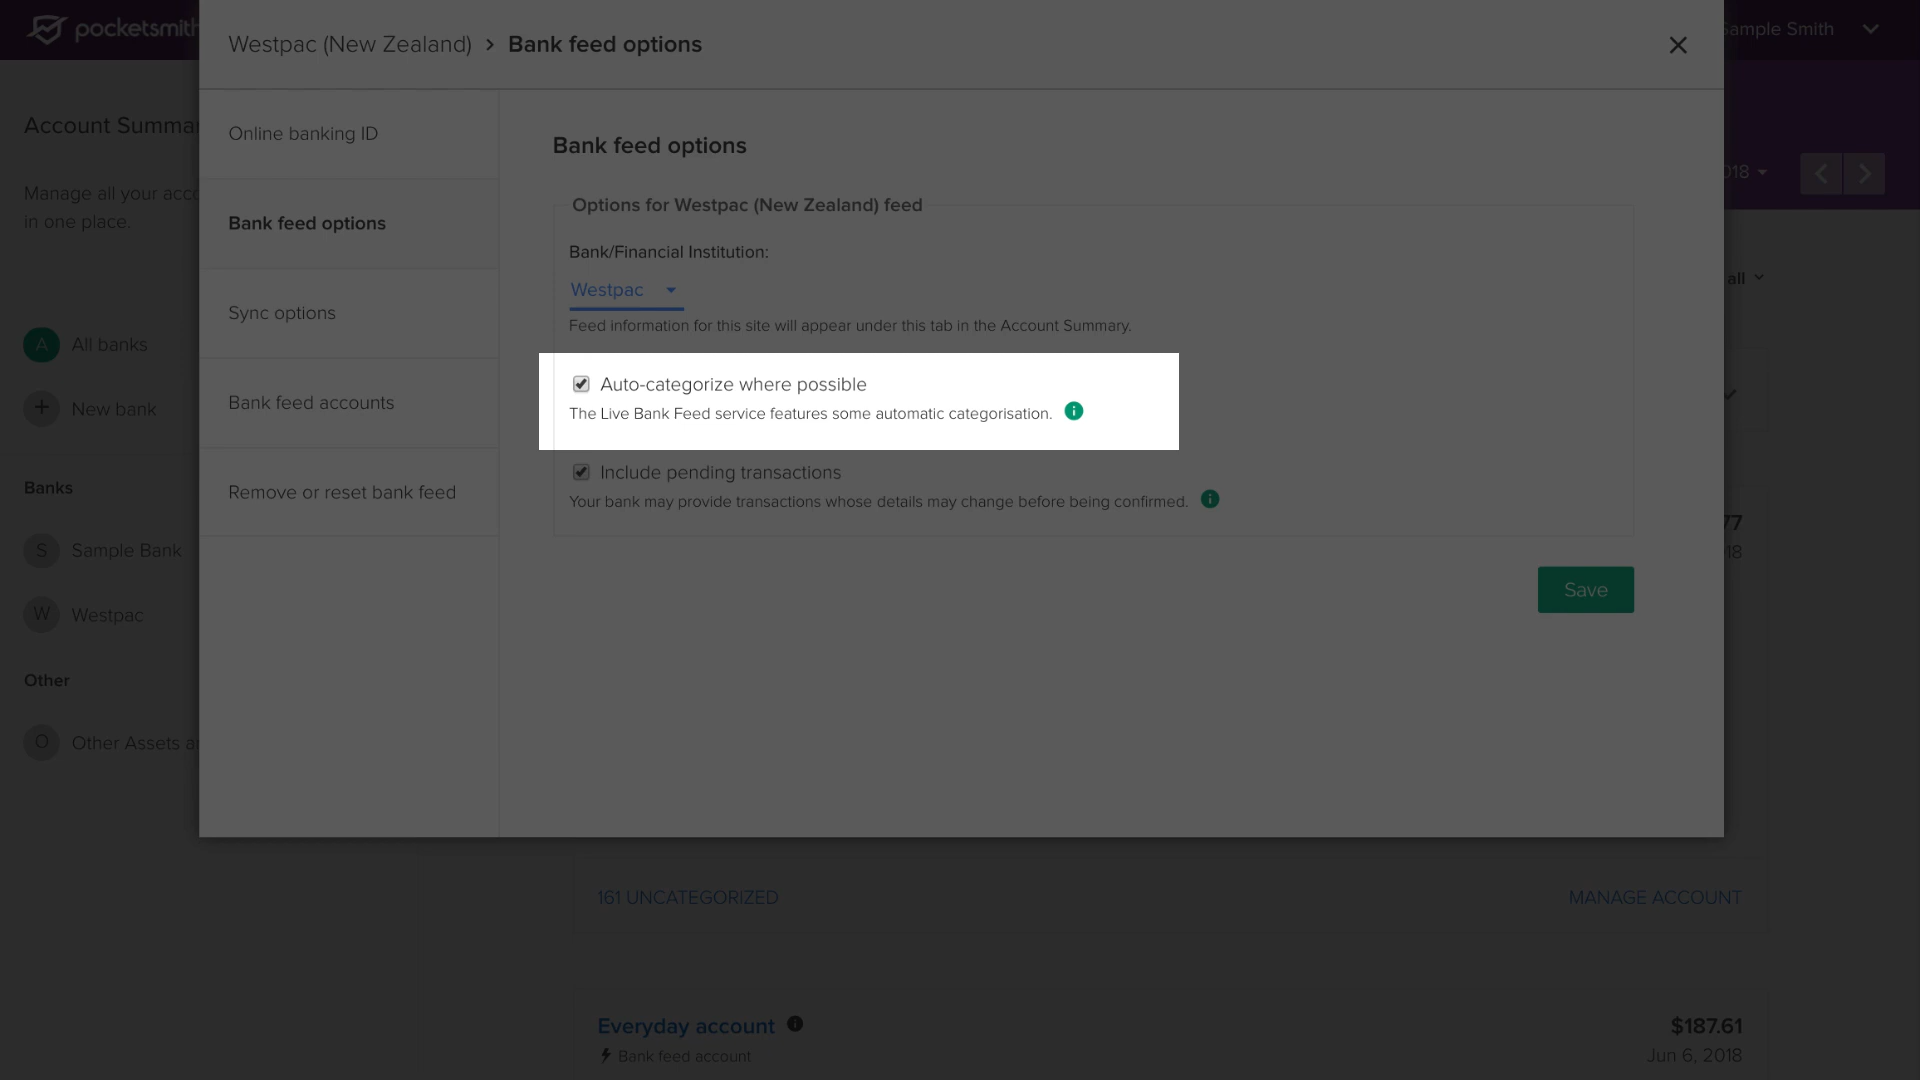 pocketsmith
Sample Smith
Westpac (New Zealand) > Bank feed options
Account Summar
Manage all your acco
in one place.
A All banks
New bank
Banks
S Sample Bank
W Westpac
Other
O Other Assets a
Online banking ID
Bank feed options
Sync options
Bank feed accounts
Remove or reset bank feed
Bank feed options
Options for Westpac (New Zealand) feed
Bank/Financial Institution:
Westpac
Feed information for this site will appear under this tab in the Account Summary.
Auto-categorize where possible
The Live Bank Feed service features some automatic categorisation.
Include pending transactions
Your bank may provide transactions whose details may change before being confirmed.
Save
018
all
77
18
161 UNCATEGORIZED
MANAGE ACCOUNT
Everyday account
$187.61
Bank feed account
Jun 6, 2018